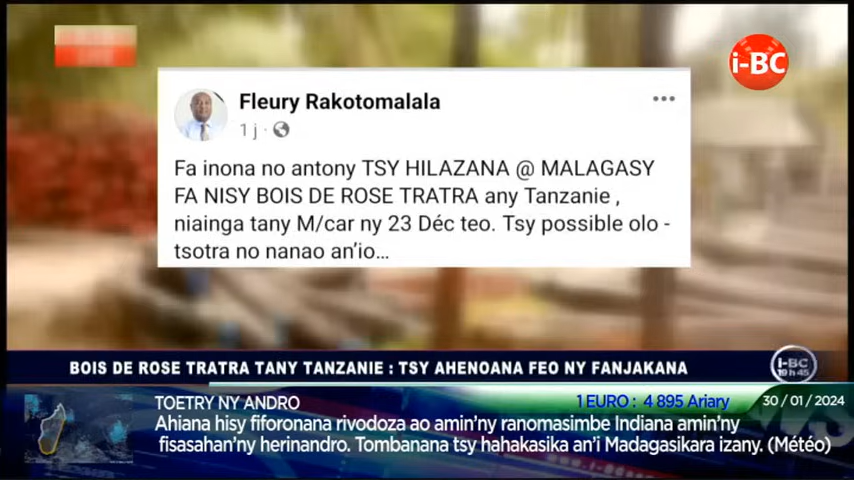 i-BC
Fleury Rakotomalala
1 j ·
Fa inona no antony TSY HILAZANA @ MALAGASY
FA NISY BOIS DE ROSE TRATRA any Tanzanie ,
niainga tany M/car ny 23 Déc teo. Tsy possible olo -
tsotra no nanao an'io...
BOIS DE ROSE TRATRA TANY TANZANIE : TSY AHENOANA FEO NY FANJAKANA
i-BC
19 h 45
TOETRY NY ANDRO
1 EURO : 4 895 Ariary
30 / 01 / 2024
Ahiana hisy fiforonana rivodoza ao amin'ny ranomasimbe Indiana amin'ny
fisasahan'ny herinandro. Tombanana tsy hahakasika an'i Madagasikara izany. (Météo)